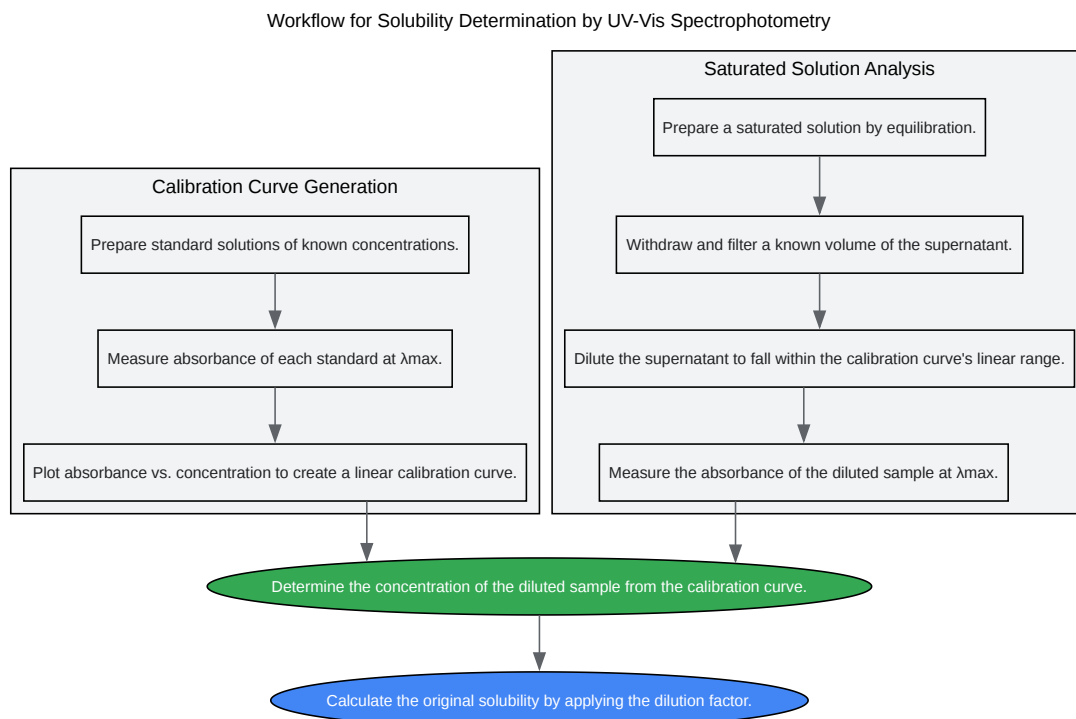 Workflow for Solubility Determination by UV-Vis Spectrophotometry
Calibration Curve Generation
Prepare standard solutions of known concentrations.
Measure absorbance of each standard at λmax.
Plot absorbance vs. concentration to create a linear calibration curve.
Saturated Solution Analysis
Prepare a saturated solution by equilibration.
Withdraw and filter a known volume of the supernatant.
Dilute the supernatant to fall within the calibration curve's linear range.
Measure the absorbance of the diluted sample at λmax.
Determine the concentration of the diluted sample from the calibration curve.
Calculate the original solubility by applying the dilution factor.